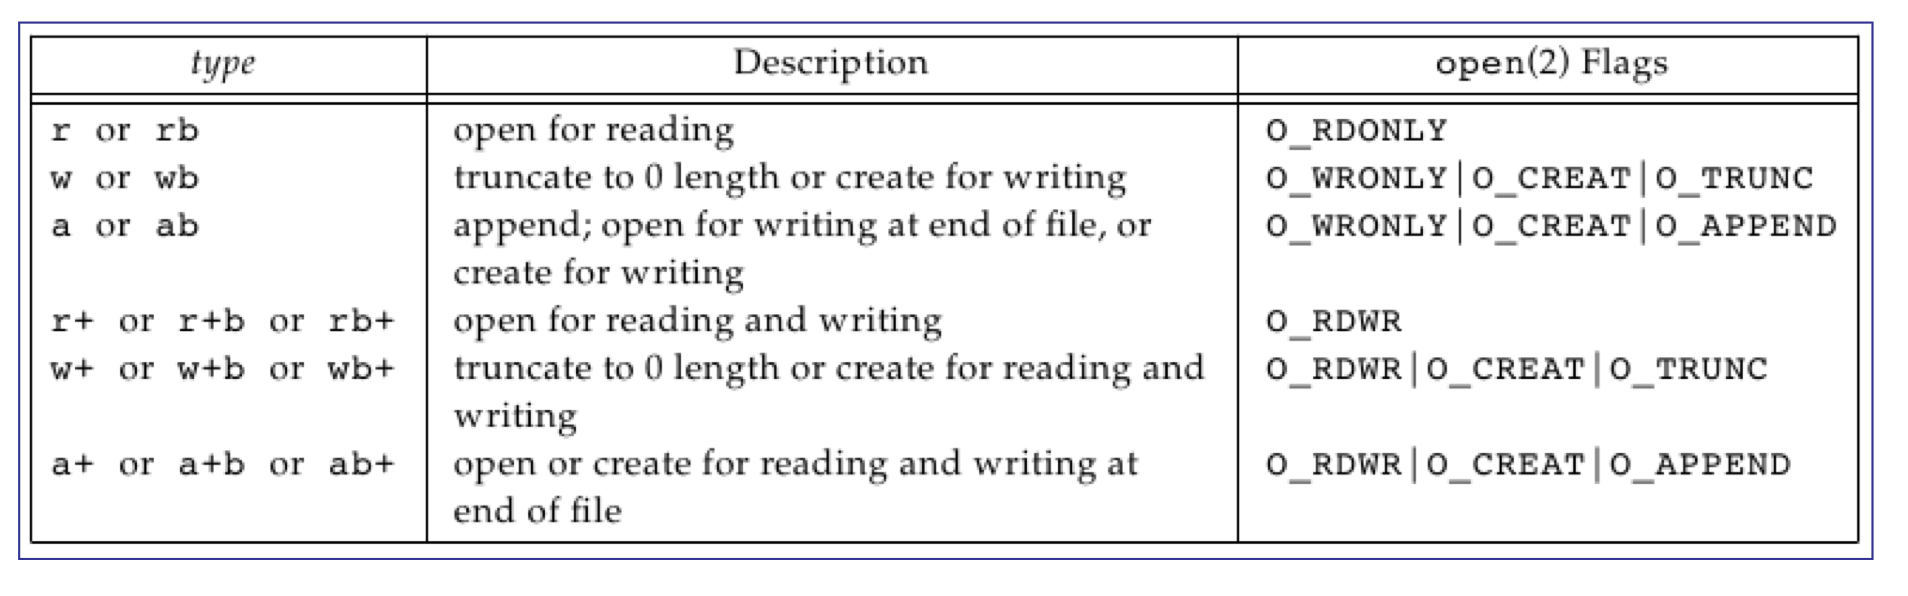 type Description open(2) Flags
r or rb open for reading O_RDONLY
w or wb truncate to 0 length or create for writing O_WRONLY|O_CREAT|O_TRUNC
a or ab append; open for writing at end of file, or O_WRONLY|O_CREAT|O_APPEND
create for writing
r+ or r+b or rb+ open for reading and writing O_RDWR
w+ or w+b or wb+ truncate to 0 length or create for reading and O_RDWR|O_CREAT|O_TRUNC
writing
a+ or a+b or ab+ open or create for reading and writing at O_RDWR|O_CREAT|O_APPEND
end of file